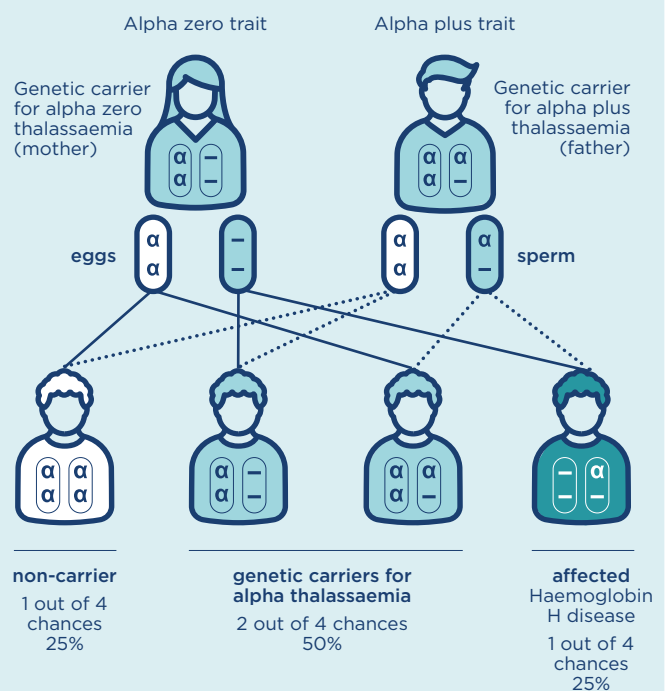 Alpha zero trait
Alpha plus trait
Genetic carrier
for alpha zero
thalassaemia
(mother)
Genetic carrier
for alpha plus
thalassaemia
(father)
α –
α –
α α
α –
eggs
α
α
–
–
α
α
α
–
sperm
α α
α α
α –
α –
α α
α –
– α
– –
non-carrier
1 out of 4
chances
25%
genetic carriers for
alpha thalassaemia
2 out of 4 chances
50%
affected
Haemoglobin
H disease
1 out of 4
chances
25%